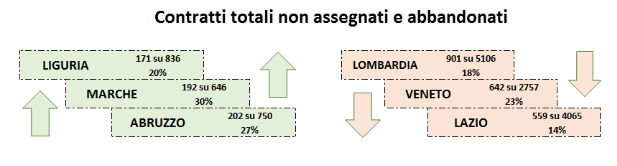 Contratti totali non assegnati e abbandonati
LIGURIA 171 su 836
20%
MARCHE 192 su 646
30%
ABRUZZO 202 su 750
27%
LOMBARDIA 901 su 5106
18%
VENETO 642 su 2757
23%
LAZIO 559 su 4065
14%